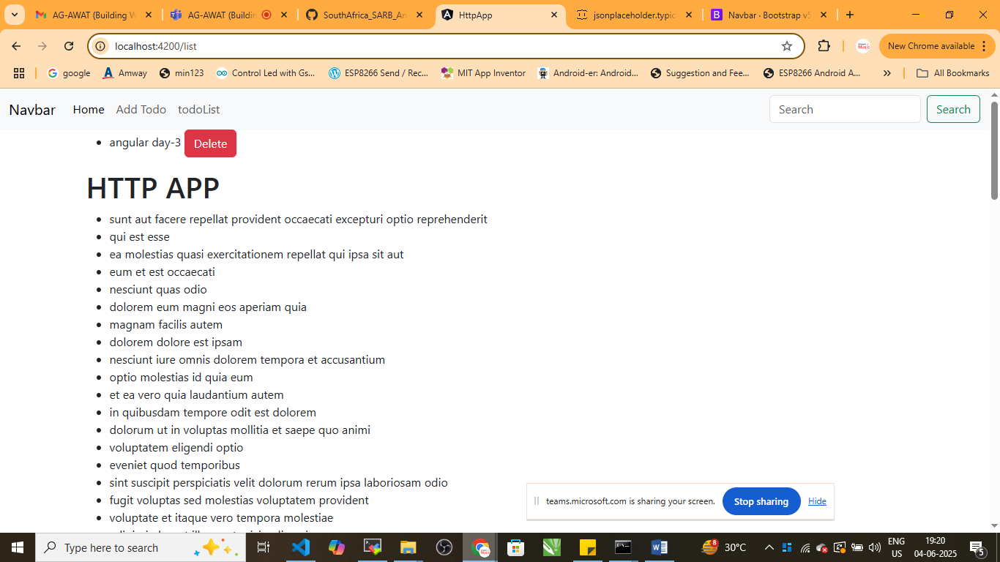 AG-AWAT (Building W
AG-AWAT (Buildin
SouthAfrica_SARB_An
HttpApp
jsonplaceholder.typic
Navbar · Bootstrap v5
localhost:4200/list
New Chrome available
google
Amway
min123
Control Led with Gs...
ESP8266 Send / Rec...
MIT App Inventor
Android-er: Android...
Suggestion and Fee...
ESP8266 Android A...
All Bookmarks
Navbar
Home
Add Todo
todoList
Search
Search
angular day-3
Delete
HTTP APP
sunt aut facere repellat provident occaecati excepturi optio reprehenderit
qui est esse
ea molestias quasi exercitationem repellat qui ipsa sit aut
eum et est occaecati
nesciunt quas odio
dolorem eum magni eos aperiam quia
magnam facilis autem
dolorem dolore est ipsam
nesciunt iure omnis dolorem tempora et accusantium
optio molestias id quia eum
et ea vero quia laudantium autem
in quibusdam tempore odit est dolorem
dolorum ut in voluptas mollitia et saepe quo animi
voluptatem eligendi optio
eveniet quod temporibus
sint suscipit perspiciatis velit dolorum rerum ipsa laboriosam odio
fugit voluptas sed molestias voluptatem provident
voluptate et itaque vero tempora molestiae
teams.microsoft.com is sharing your screen.
Stop sharing
Hide
Type here to search
8
30°C
ENG
US
19:20
04-06-2025
5